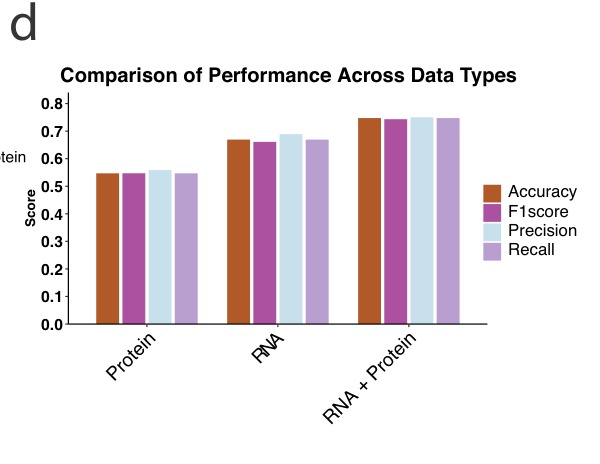 d
Comparison of Performance Across Data Types
tein
Score
0.8
0.7
0.6
0.5
0.4
0.3
0.2
0.1
0.0
Protein
RNA
RNA + Protein
Accuracy
F1score
Precision
Recall